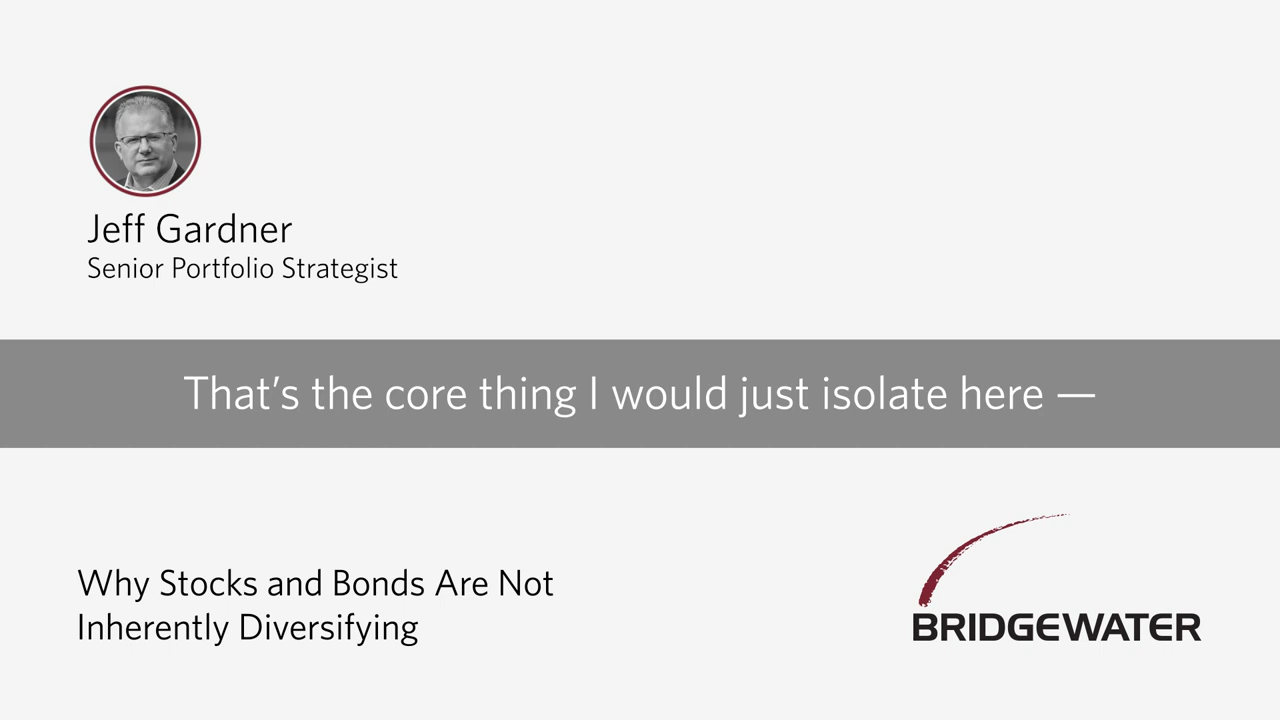 Jeff Gardner
Senior Portfolio Strategist
That’s the core thing I would just isolate here —
Why Stocks and Bonds Are Not
Inherently Diversifying
BRIDGEWATER